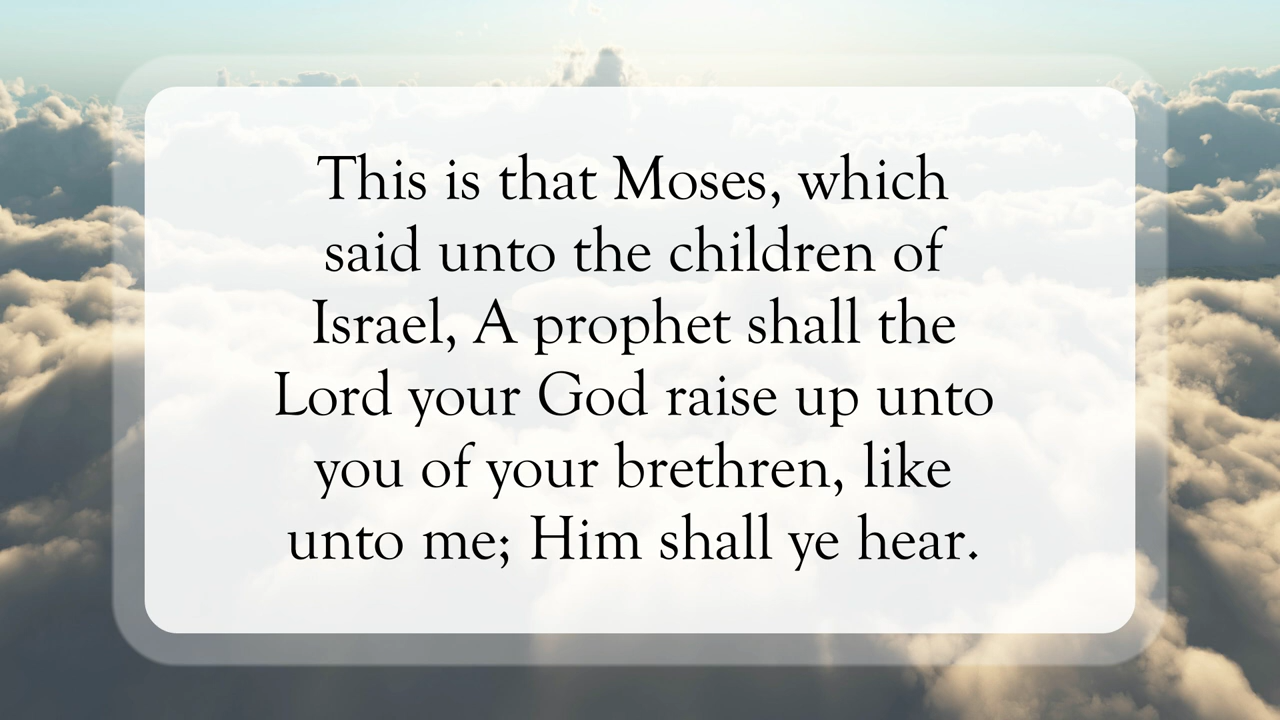 This is that Moses, which
said unto the children of
Israel, A prophet shall the
Lord your God raise up unto
you of your brethren, like
unto me; Him shall ye hear.